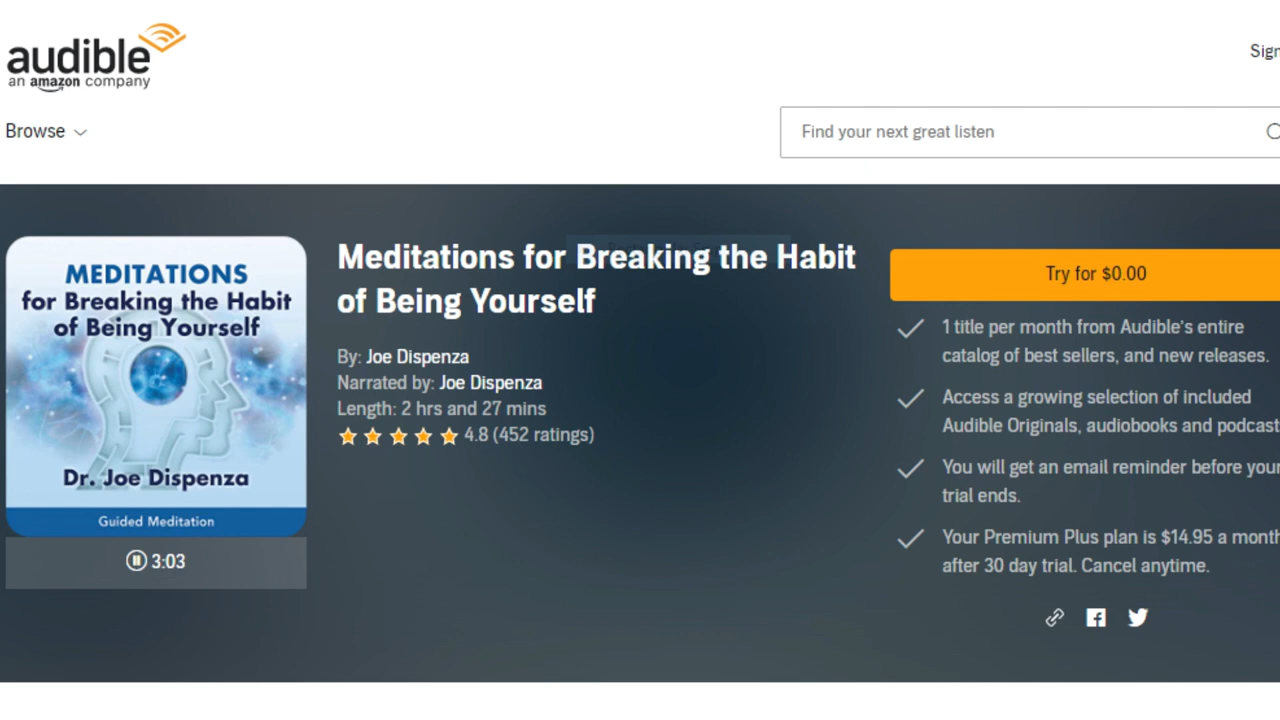 audible
an amazon company
Sign
Browse
Find your next great listen
MEDITATIONS
for Breaking the Habit
of Being Yourself
Dr. Joe Dispenza
Guided Meditation
3:03
Meditations for Breaking the Habit
of Being Yourself
By: Joe Dispenza
Narrated by: Joe Dispenza
Length: 2 hrs and 27 mins
4.8 (452 ratings)
Try for $0.00
1 title per month from Audible's entire
catalog of best sellers, and new releases.
Access a growing selection of included
Audible Originals, audiobooks and podcast
You will get an email reminder before your
trial ends.
Your Premium Plus plan is $14.95 a month
after 30 day trial. Cancel anytime.